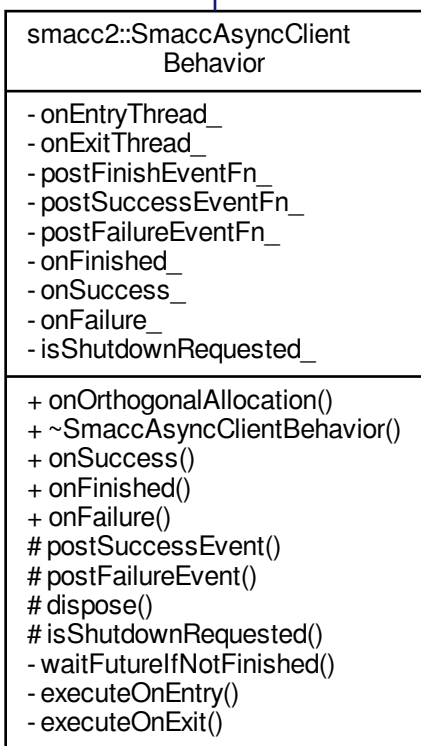 smacc2::SmaccAsyncClient
Behavior
- onEntryThread_
- onExitThread_
- postFinishEventFn_
- postSuccessEventFn_
- postFailureEventFn_
- onFinished_
- onSuccess_
- onFailure_
- isShutdownRequested_
+ onOrthogonalAllocation()
+ ~SmaccAsyncClientBehavior()
+ onSuccess()
+ onFinished()
+ onFailure()
# postSuccessEvent()
# postFailureEvent()
# dispose()
# isShutdownRequested()
- waitFutureIfNotFinished()
- executeOnEntry()
- executeOnExit()